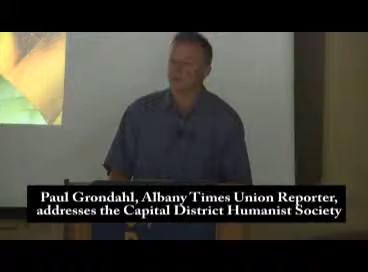 Paul Grondahl, Albany Times Union Reporter,
addresses the Capital District Humanist Society